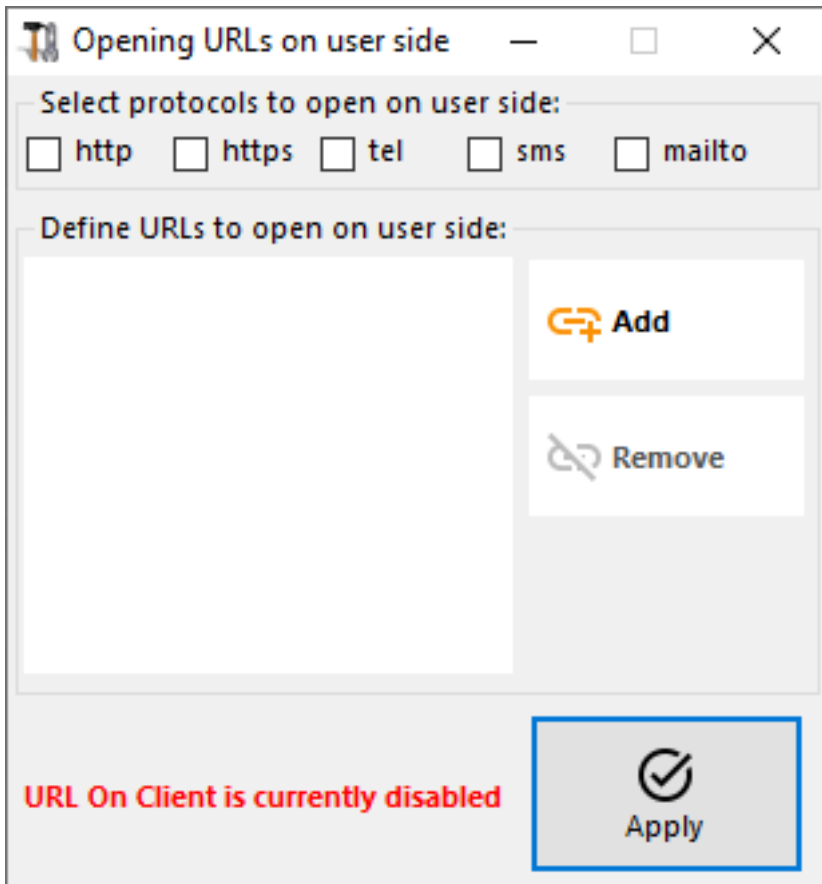 Opening URLs on user side
Select protocols to open on user side:
http https tel sms mailto
Define URLs to open on user side:
Add
Remove
URL On Client is currently disabled
Apply